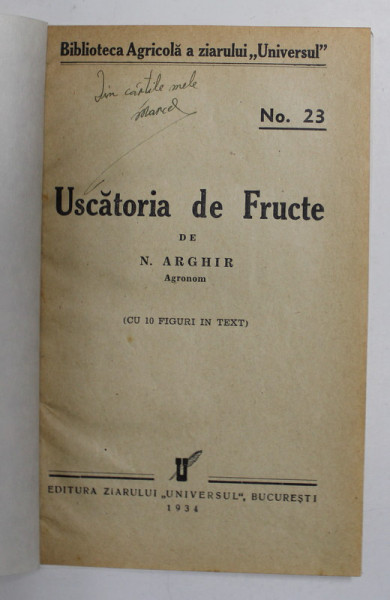 Biblioteca Agricolă a ziarului „Universul”
Din cărțile mele
Marcel
No. 23
Uscătoria de Fructe
DE
N. ARGHIR
Agronom
(CU 10 FIGURI IN TEXT)
U
EDITURA ZIARULUI „UNIVERSUL“, BUCUREȘTI
1934